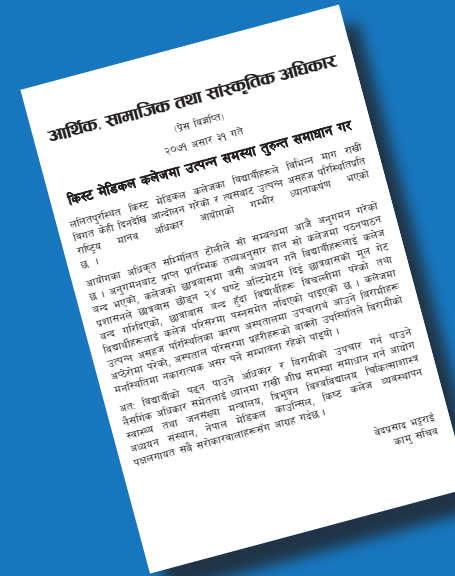 आर्थिक, सामाजिक तथा सांस्कृतिक अधिकार
(प्रेस विज्ञप्ति)
२०७१ असार ३१ गते
किस्ट मेडिकल कलेजमा उत्पन्न समस्या तुरुन्त समाधान गर
ललितपुरस्थित किस्ट मेडिकल कलेजका विद्यार्थीहरूले विभिन्न माग राखी
विगत केही दिनदेखि आन्दोलन गरेको र त्यसबाट उत्पन्न असहज परिस्थितिप्रति
राष्ट्रिय मानव अधिकार आयोगको गम्भीर ध्यानाकर्षण भएको
छ ।
आयोगका अधिकृत सम्मिलित टोलीले सो सम्बन्धमा आजै अनुगमन गरेको
छ । अनुगमनबाट प्राप्त प्रारम्भिक तथ्यअनुसार हाल सो कलेजमा पठनपाठन
बन्द भएको, कलेजको छात्रवासमा बसी अध्ययन गर्ने विद्यार्थीहरूलाई कलेज
प्रशासनले छात्रवास छोड्न २४ घण्टे अल्टिमेटम दिई छात्रवासको मूल गेट
बन्द गरिदिएको, छात्रावास बन्द हुँदा विद्यार्थीहरू बिचल्लीमा परेको तथा
विद्यार्थीहरूलाई कलेज परिसरमा पस्नसमेत नदिएको पाइएको छ । कलेजमा
उत्पन्न असहज परिस्थितिका कारण अस्पतालमा उपचारार्थ आउने बिरामीहरू
अप्ठेरोमा परेको, अस्पताल परिसरमा प्रहरीहरूको बाक्लो उपस्थितिले बिरामीको
मनस्थितिमा नकारात्मक असर पर्ने सम्भावना रहेको पाइयो ।
अतः विद्यार्थीको पढ्न पाउने अधिकार र बिरामीको उपचार गर्न पाउने
नैसर्गिक अधिकार समेतलाई ध्यानमा राखी शीघ्र समस्या समाधान गर्न आयोग
स्वास्थ्य तथा जनसंख्या मन्त्रालय, त्रिभुवन विश्वविद्यालय चिकित्साशास्त्र
अध्ययन संस्थान, नेपाल मेडिकल काउन्सिल, किष्ट कलेज व्यवस्थापन
पक्षलगायत सबै सरोकारवालाहरूसंग आग्रह गर्दछ ।
वेदप्रसाद भट्टराई
कामु सचिव